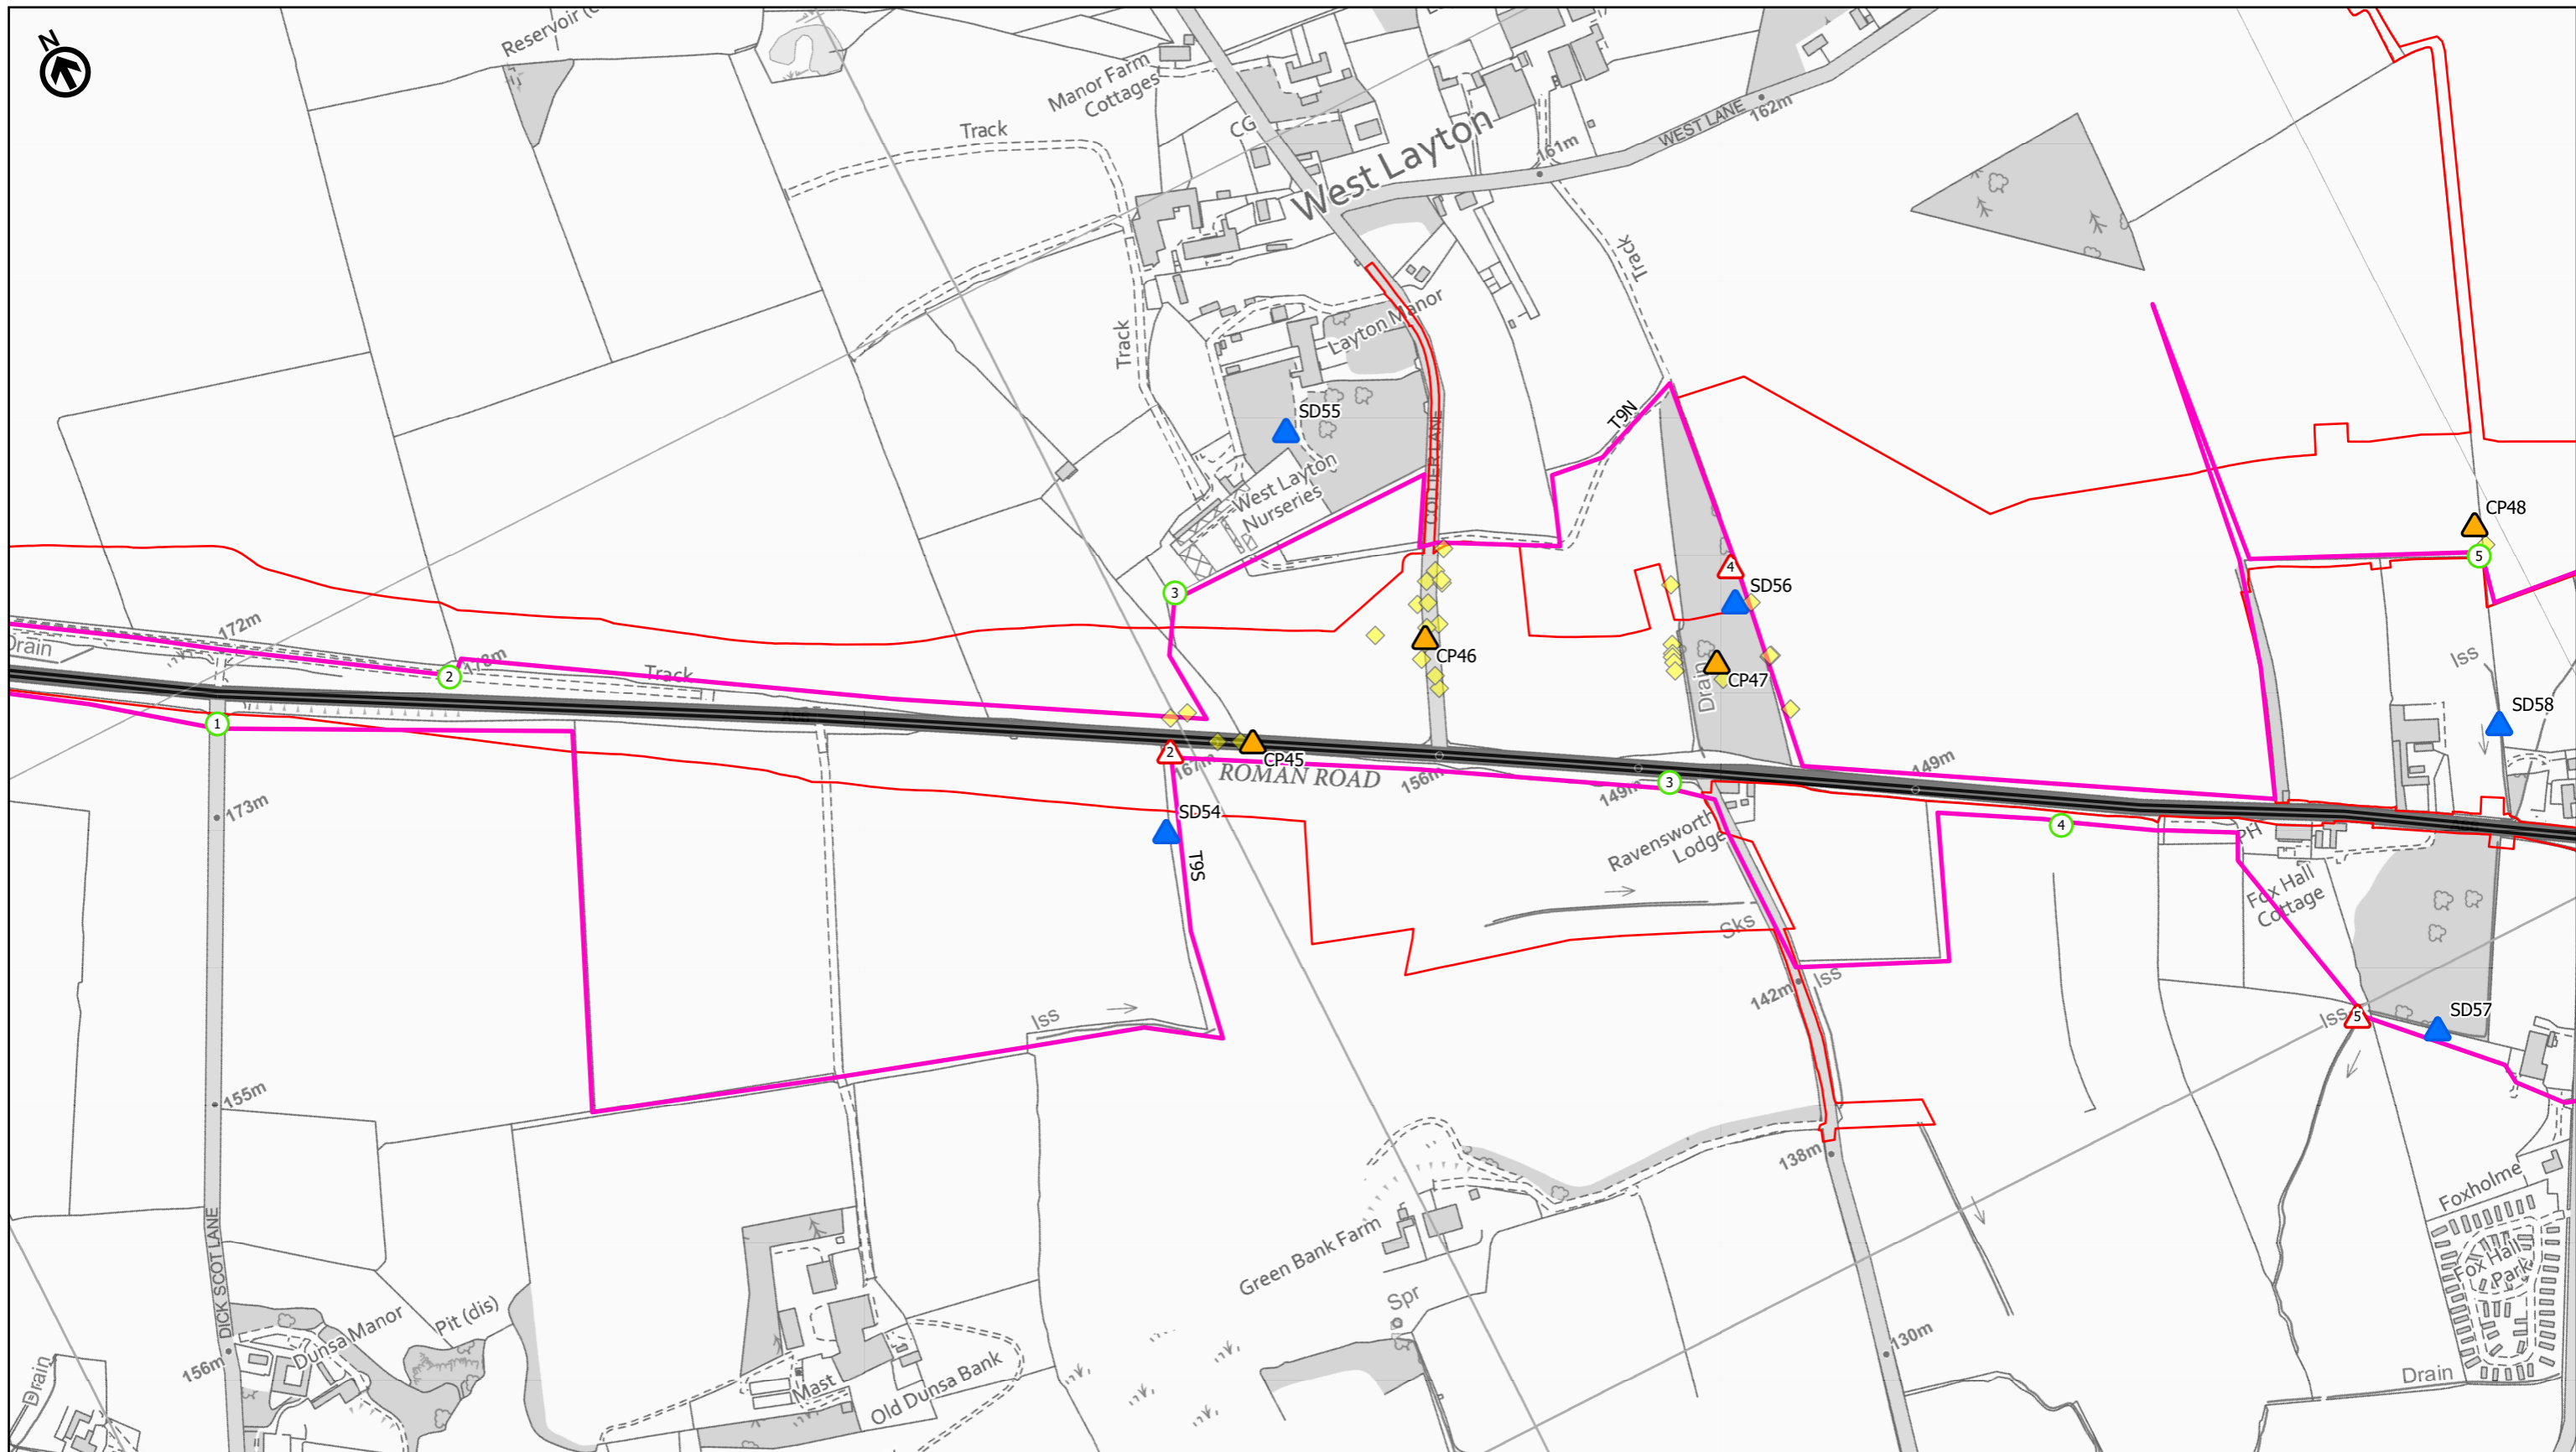 N
Reservoir
Manor Farm
Cottages
Track
CG
West Layton
161m
WEST LANE
162m
Track
Track
Layton Manor
SD55
COLLIER LANE
T9N
West Layton
Nurseries
CP48
5
3
4
SD56
172m
Drain
2
178m
Track
CP46
CP47
Drain
Iss
SD58
1
2
167m
CP45
ROMAN ROAD
156m
149m
3
149m
4
PH
SD54
T9S
Ravensworth
Lodge
173m
Fox Hall
Cottage
Sks
Iss
142m
Iss
Iss
5
SD57
155m
138m
DICK SCOT LANE
Green Bank Farm
Foxholme
Fox Hall
Park
Spr
Dunsa Manor
Pit (dis)
130m
156m
Drain
Mast
Old Dunsa Bank
Drain